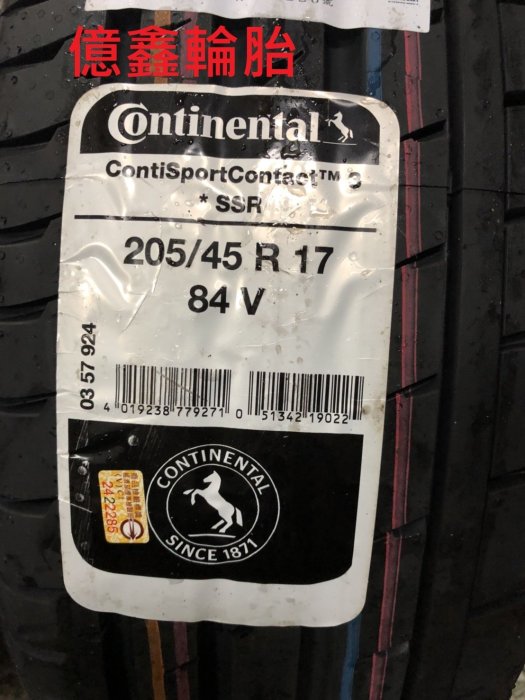 億鑫輪胎
Continental
ContiSportContact™ 3
* SSR
205/45 R 17
84 V
03 57 924
4 019238 779271 0 51342 19022
CONTINENTAL
SINCE 1871
2422285